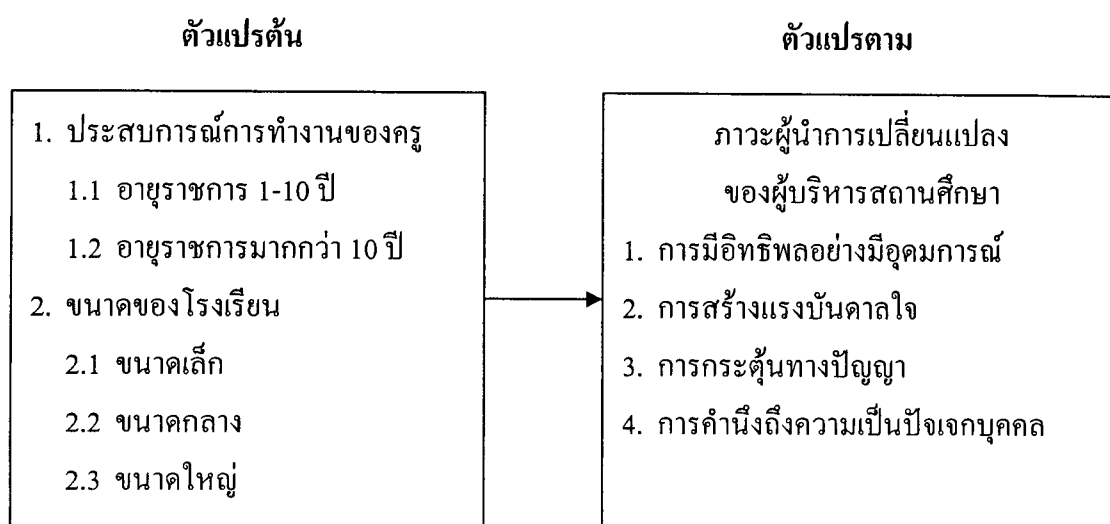 ตัวแปรต้น
1. ประสบการณ์การทำงานของครู
1.1 อายุราชการ 1-10 ปี
1.2 อายุราชการมากกว่า 10 ปี
2. ขนาดของโรงเรียน
2.1 ขนาดเล็ก
2.2 ขนาดกลาง
2.3 ขนาดใหญ่
ตัวแปรตาม
ภาวะผู้นำการเปลี่ยนแปลง
ของผู้บริหารสถานศึกษา
1. การมีอิทธิพลอย่างมีอุดมการณ์
2. การสร้างแรงบันดาลใจ
3. การกระตุ้นทางปัญญา
4. การคำนึงถึงความเป็นปัจเจกบุคคล